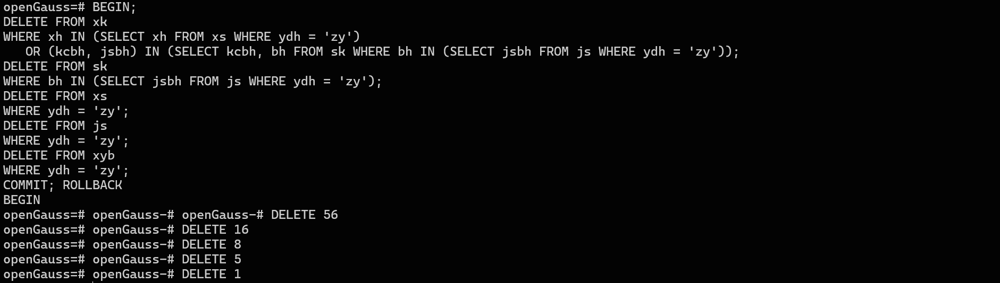 openGauss=# BEGIN;
DELETE FROM xk
WHERE xh IN (SELECT xh FROM xs WHERE ydh = 'zy')
   OR (kcbh, jsbh) IN (SELECT kcbh, bh FROM sk WHERE bh IN (SELECT jsbh FROM js WHERE ydh = 'zy'));
DELETE FROM sk
WHERE bh IN (SELECT jsbh FROM js WHERE ydh = 'zy');
DELETE FROM xs
WHERE ydh = 'zy';
DELETE FROM js
WHERE ydh = 'zy';
DELETE FROM xyb
WHERE ydh = 'zy';
COMMIT; ROLLBACK
BEGIN
openGauss=# openGauss-# openGauss-# DELETE 56
openGauss=# openGauss-# DELETE 16
openGauss=# openGauss-# DELETE 8
openGauss=# openGauss-# DELETE 5
openGauss=# openGauss-# DELETE 1